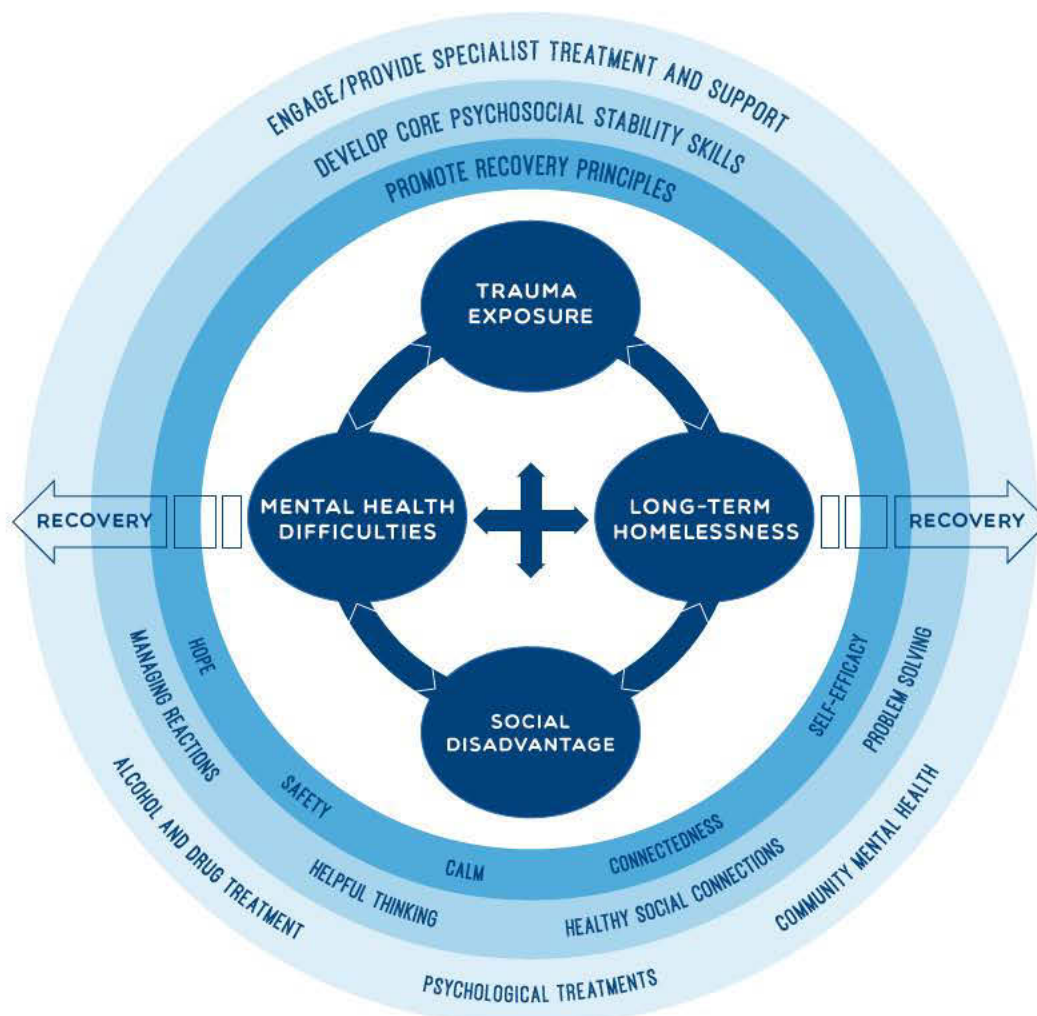 ENGAGE/PROVIDE SPECIALIST TREATMENT AND SUPPORT
DEVELOP CORE PSYCHOSOCIAL STABILITY SKILLS
PROMOTE RECOVERY PRINCIPLES
TRAUMA
EXPOSURE
RECOVERY
MENTAL HEALTH
DIFFICULTIES
LONG-TERM
HOMELESSNESS
RECOVERY
SOCIAL
DISADVANTAGE
HOPE
SAFETY
CALM
CONNECTEDNESS
SELF-EFFICACY
MANAGING REACTIONS
HELPFUL THINKING
HEALTHY SOCIAL CONNECTIONS
PROBLEM SOLVING
ALCOHOL AND DRUG TREATMENT
PSYCHOLOGICAL TREATMENTS
COMMUNITY MENTAL HEALTH